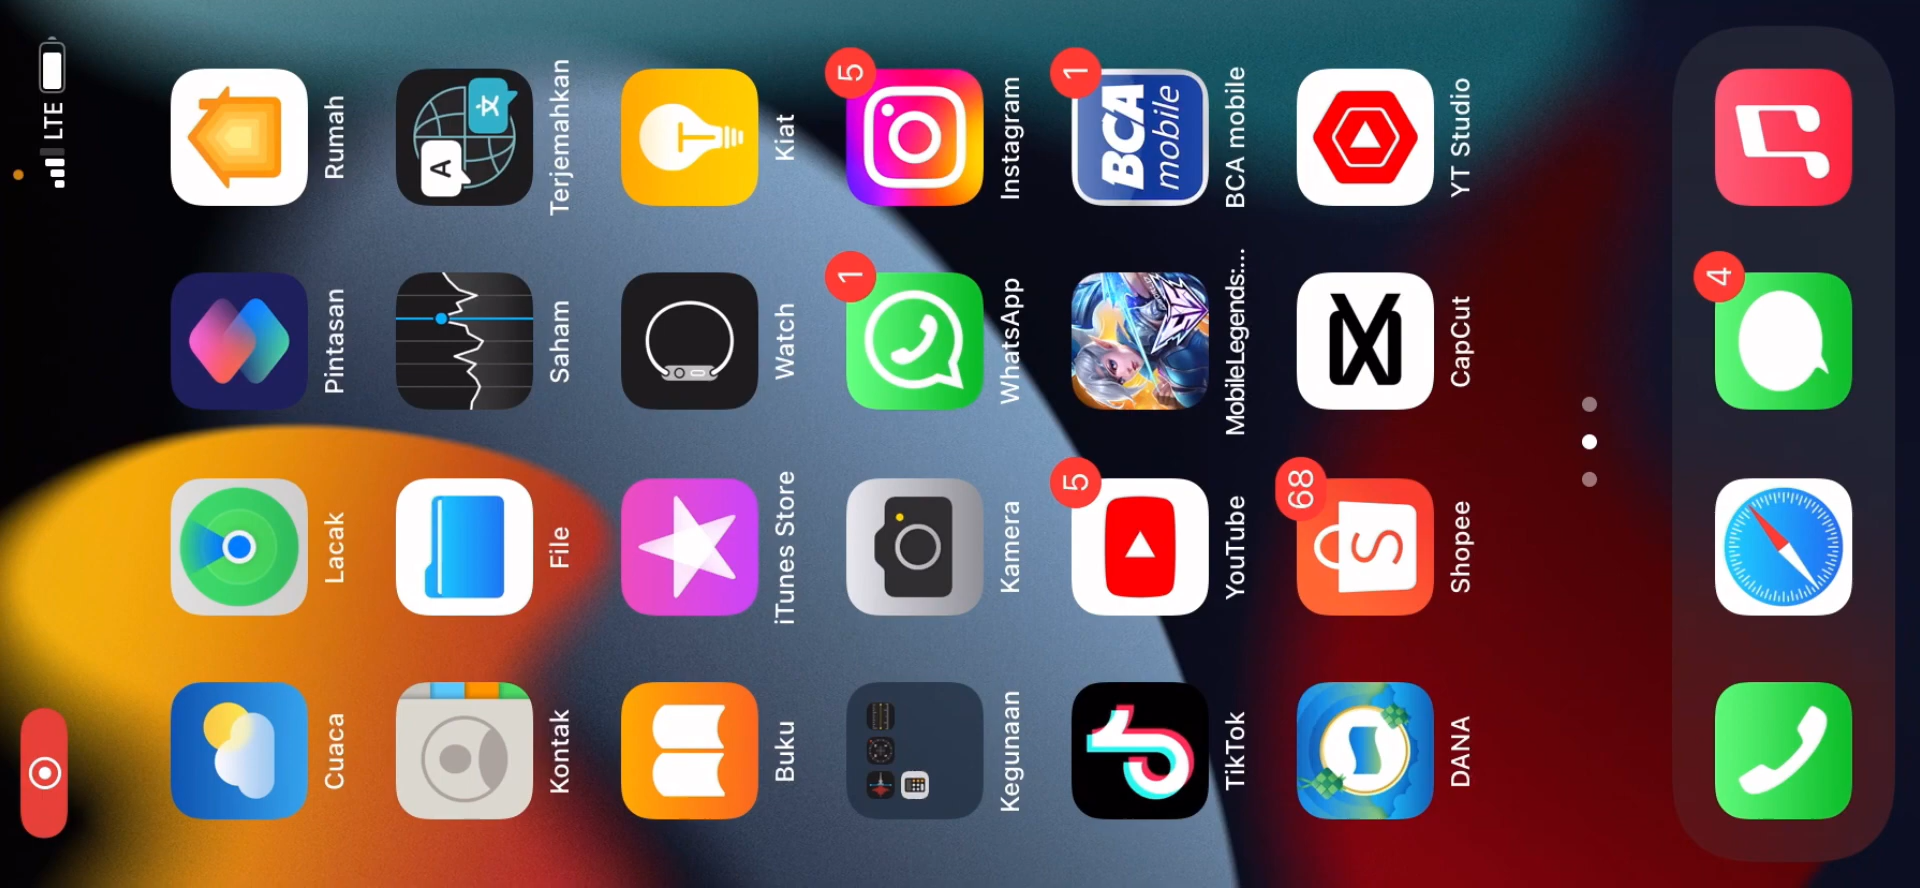 LTE
Cuaca
Lacak
Pintasan
Rumah
A
文
Kontak
File
Saham
Terjemahkan
Buku
iTunes Store
Watch
Kiat
1
5
Kegunaan
Kamera
WhatsApp
Instagram
5
1
BCA
mobile
TikTok
YouTube
MobileLegends:...
BCA mobile
68
DANA
Shopee
CapCut
YT Studio
4